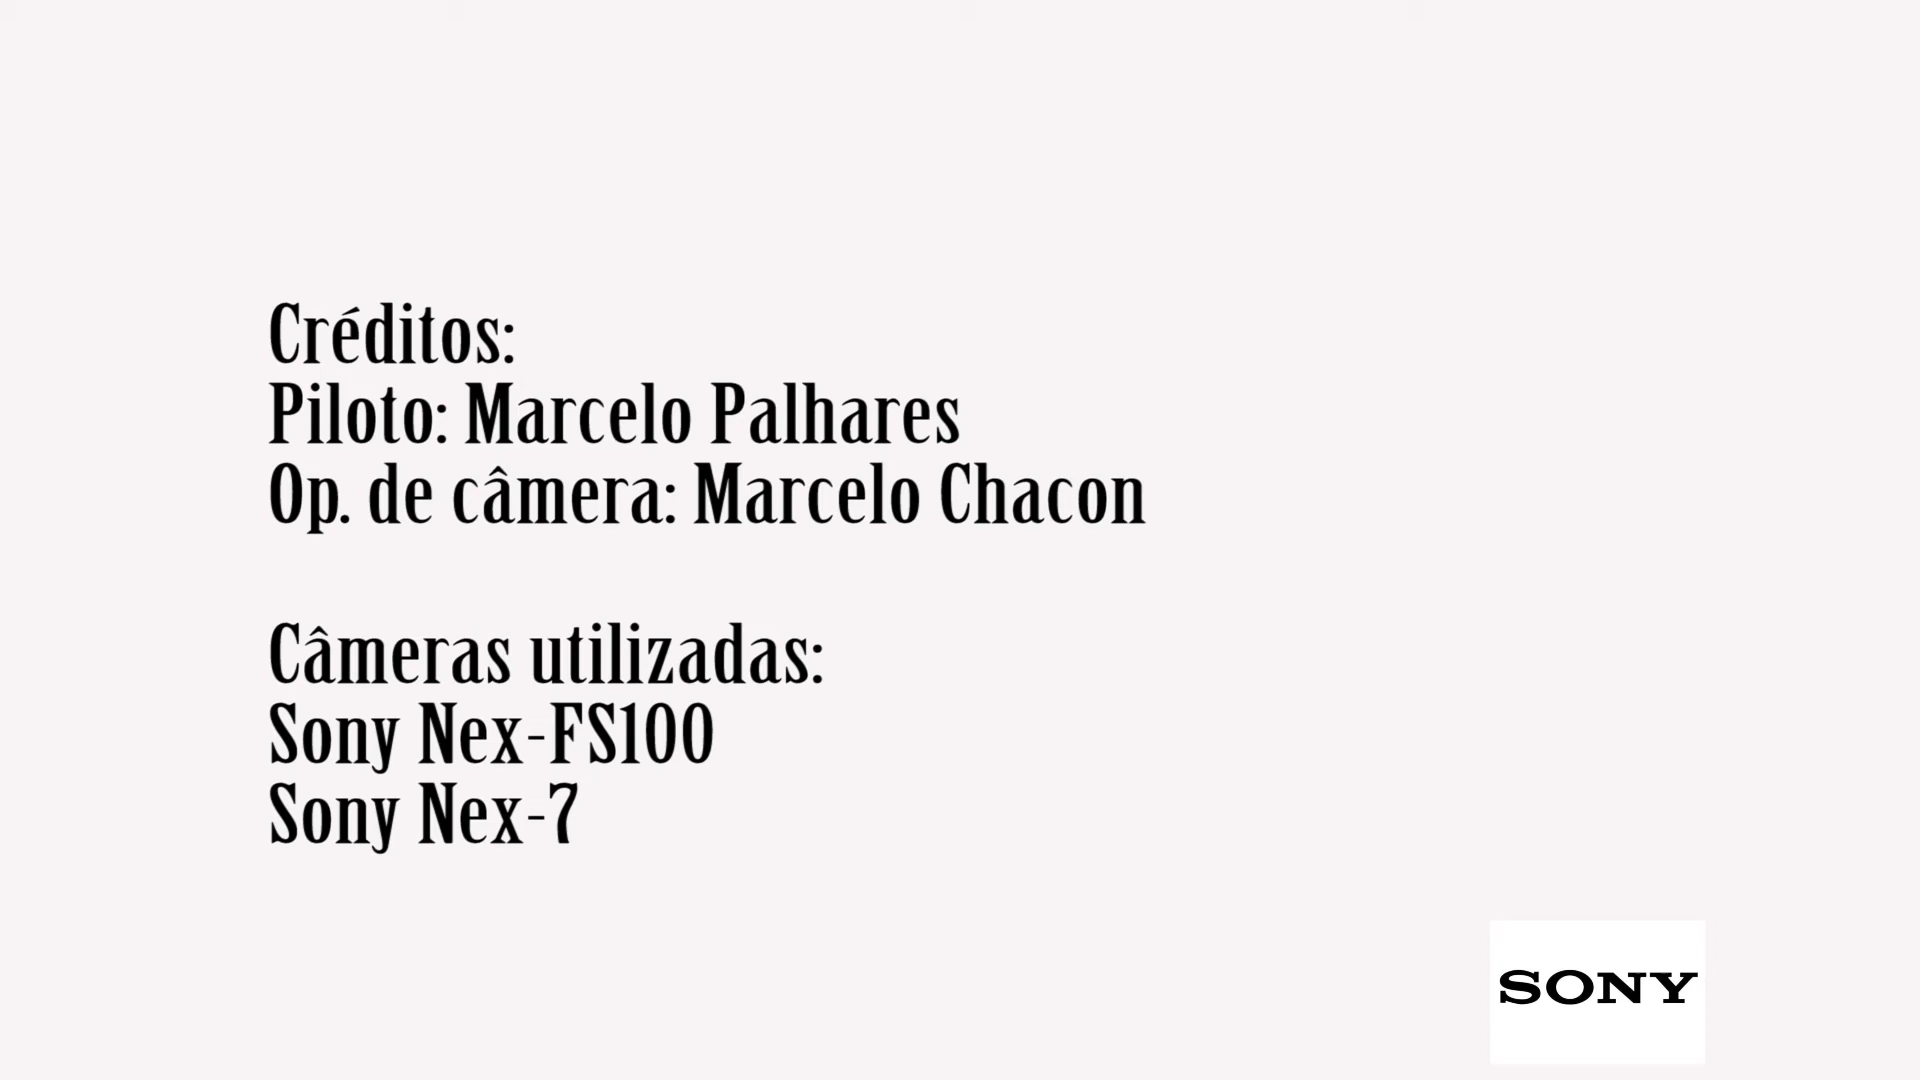 Créditos:
Piloto: Marcelo Palhares
Op. de câmera: Marcelo Chacon
Câmeras utilizadas:
Sony Nex-FS100
Sony Nex-7
SONY